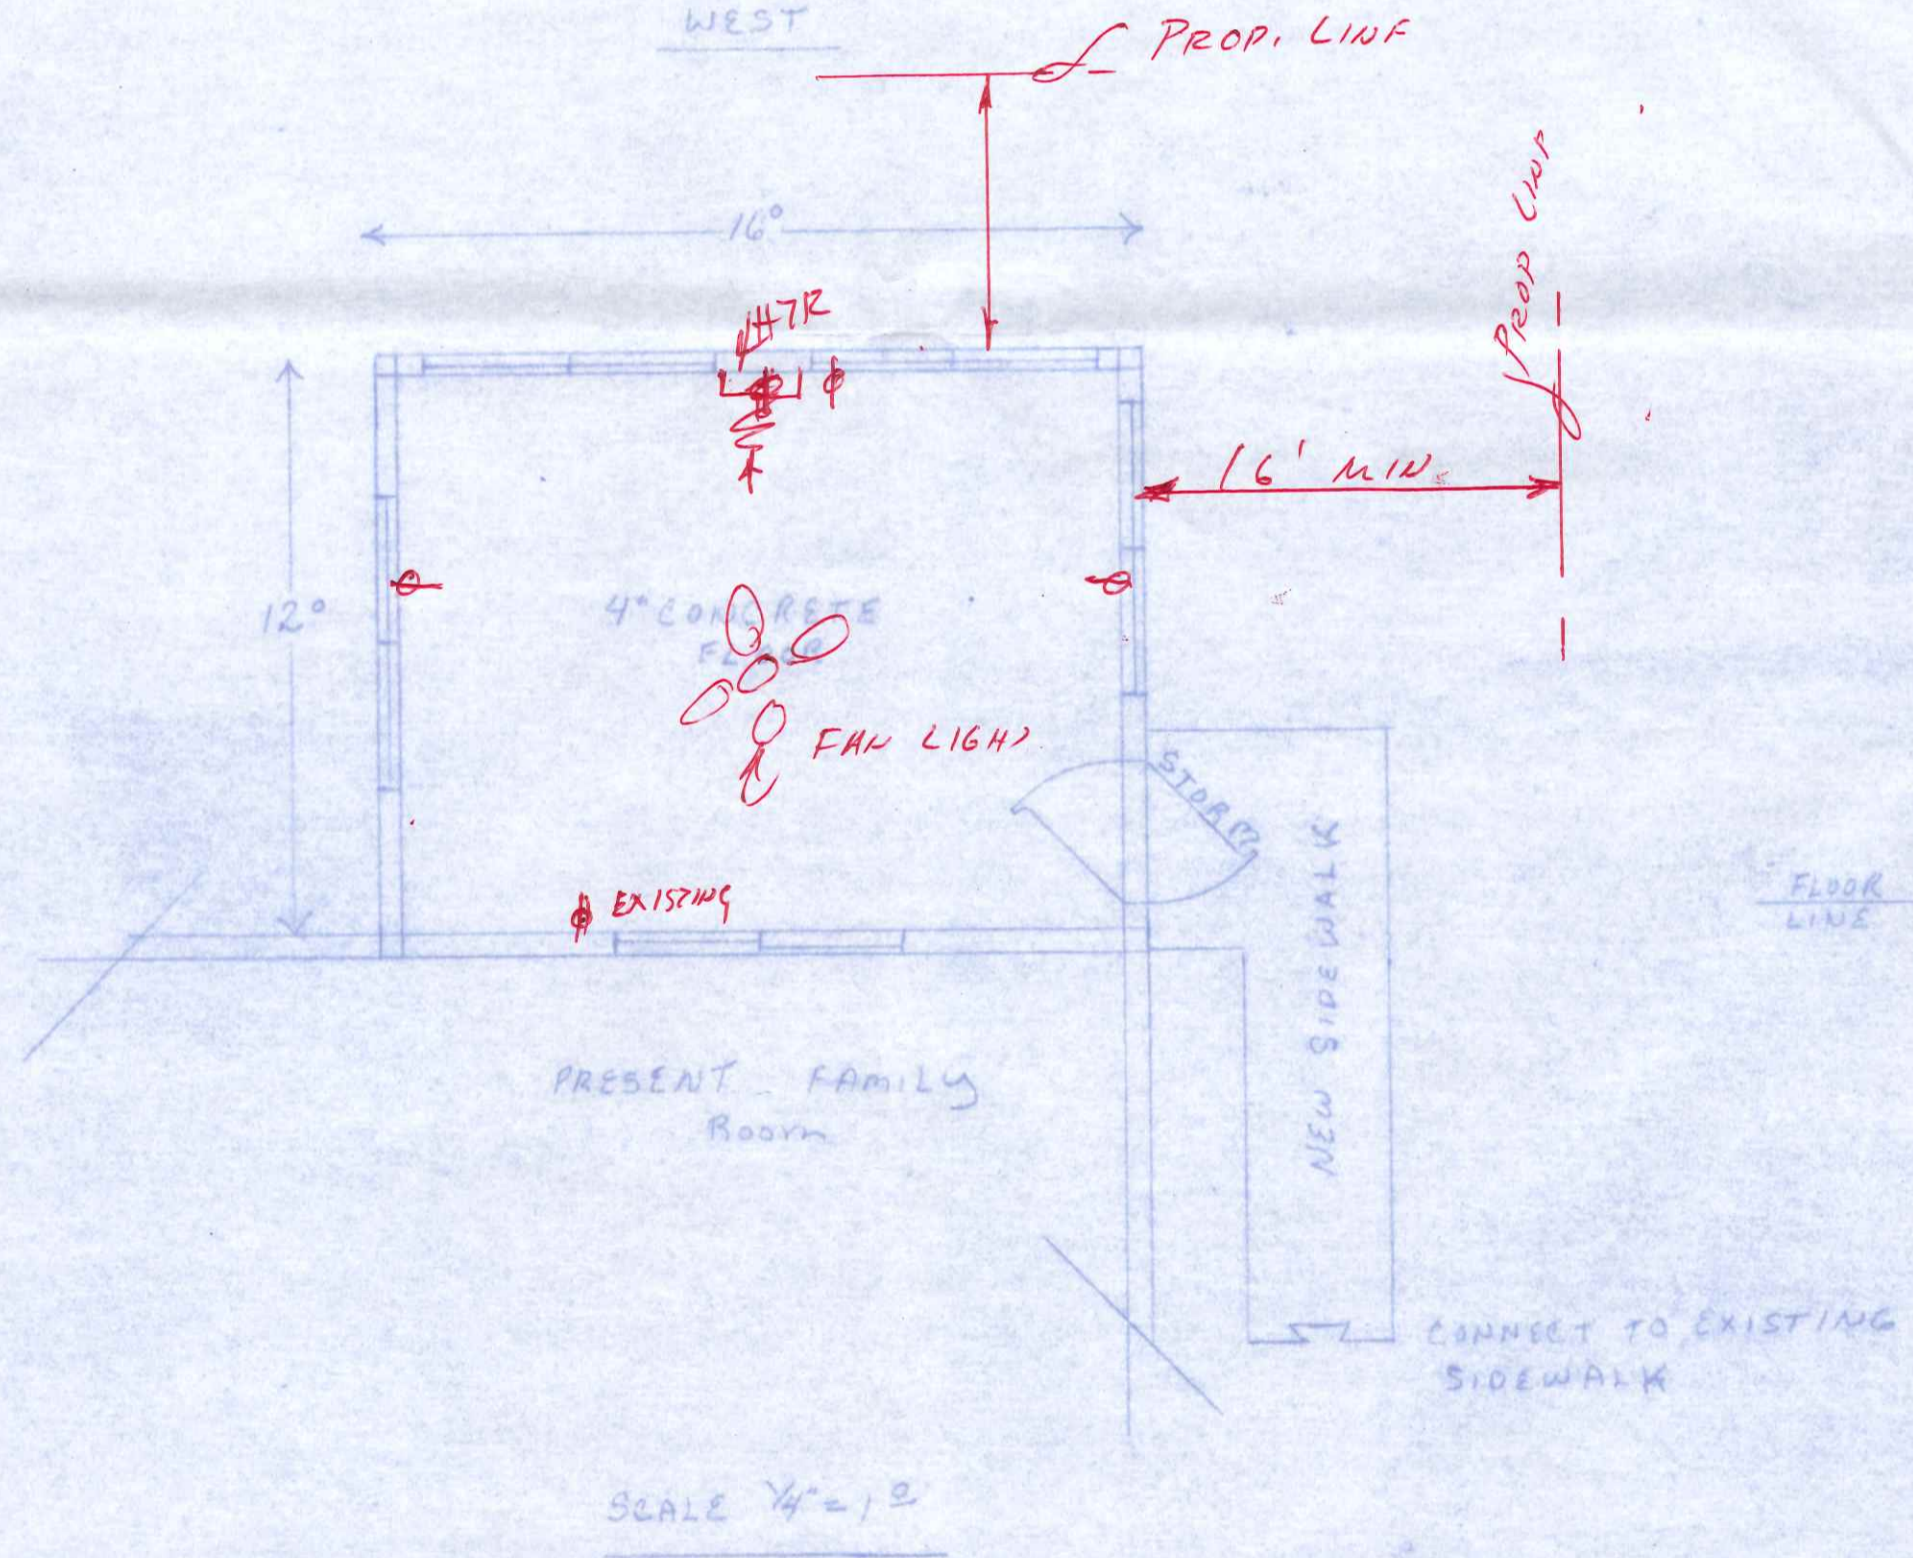 WEST
PROP. LINE
16°
HTR
PROP LINE
16' MIN.
12°
4" CONCRETE
FLOOR
FAN LIGHT
STORM
EXISTING
NEW SIDEWALK
FLOOR
LINE
PRESENT FAMILY
Room
CONNECT TO EXISTING
SIDEWALK
SCALE 1/4" = 1°